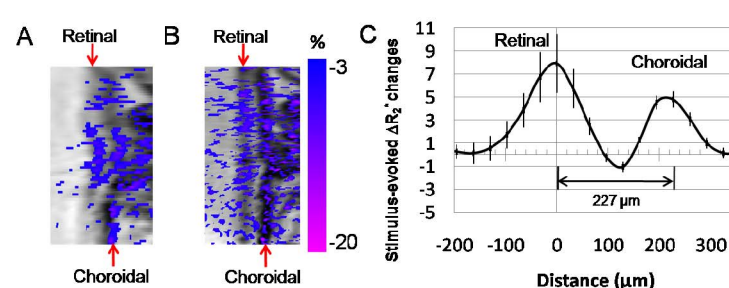 A
Retinal
Choroidal
B
Retinal
Choroidal
%
-3
-20
C
Stimulus-evoked ΔR2* changes
11
9
7
5
3
1
-1
-3
-5
Retinal
Choroidal
227 µm
-200 -100 0 100 200 300
Distance (µm)